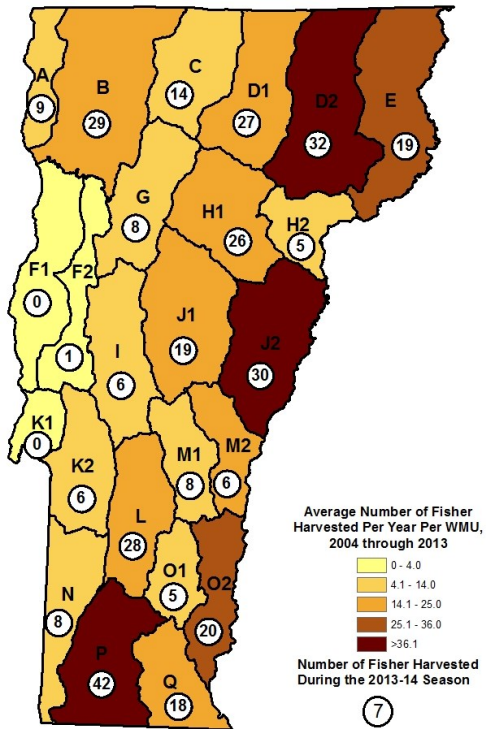 A
9
B
29
C
14
D1
27
D2
32
E
19
G
8
H1
26
H2
5
F1
0
F2
1
I
6
J1
19
J2
30
K1
0
K2
6
L
28
M1
8
M2
6
N
8
O1
5
O2
20
P
42
Q
18
Average Number of Fisher
Harvested Per Year Per WMU,
2004 through 2013
0 - 4.0
4.1 - 14.0
14.1 - 25.0
25.1 - 36.0
>36.1
Number of Fisher Harvested
During the 2013-14 Season
7